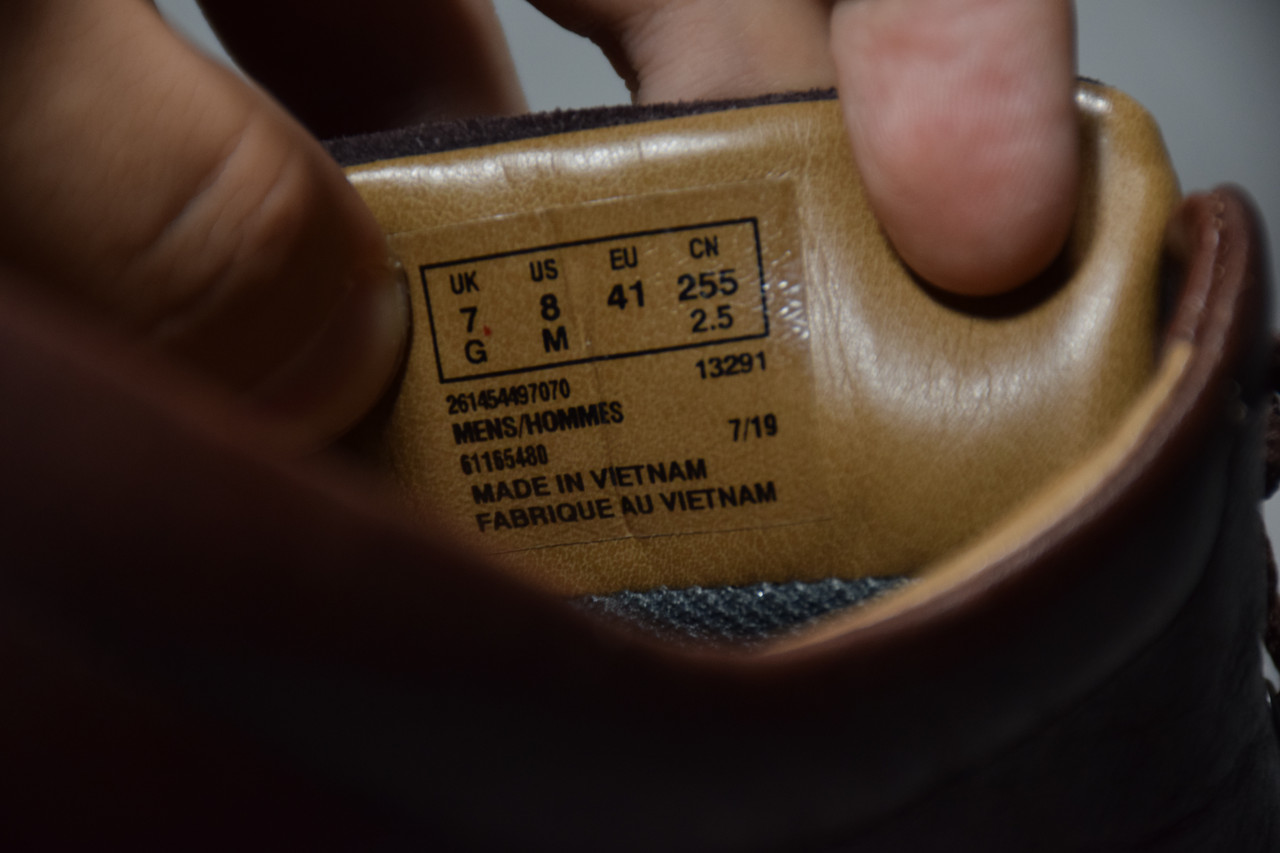 UK US EU CN
7 8 41 255
G M 2.5
13291
261454497070
MENS/HOMMES
7/19
61165480
MADE IN VIETNAM
FABRIQUE AU VIETNAM